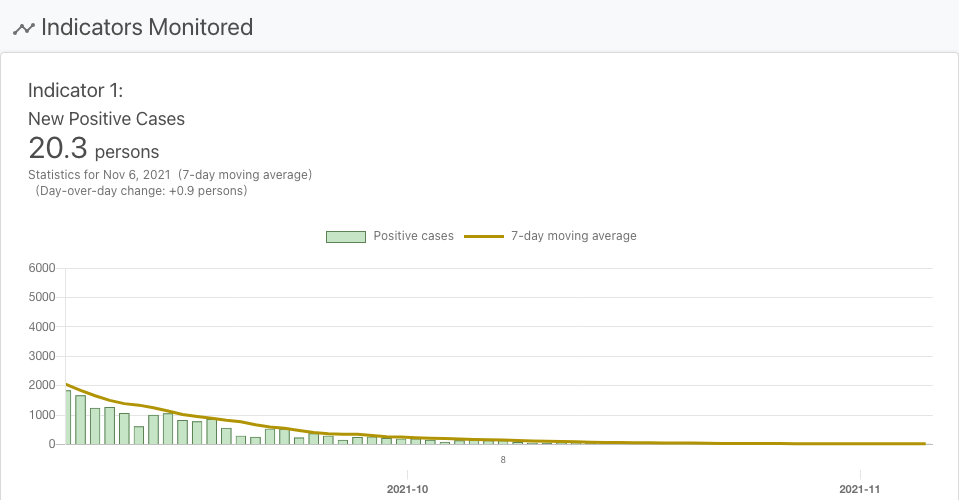 Indicators Monitored
Indicator 1:
New Positive Cases
20.3 persons
Statistics for Nov 6, 2021 (7-day moving average)
(Day-over-day change: +0.9 persons)
Positive cases 7-day moving average
6000
5000
4000
3000
2000
1000
0
8
2021-10 2021-11